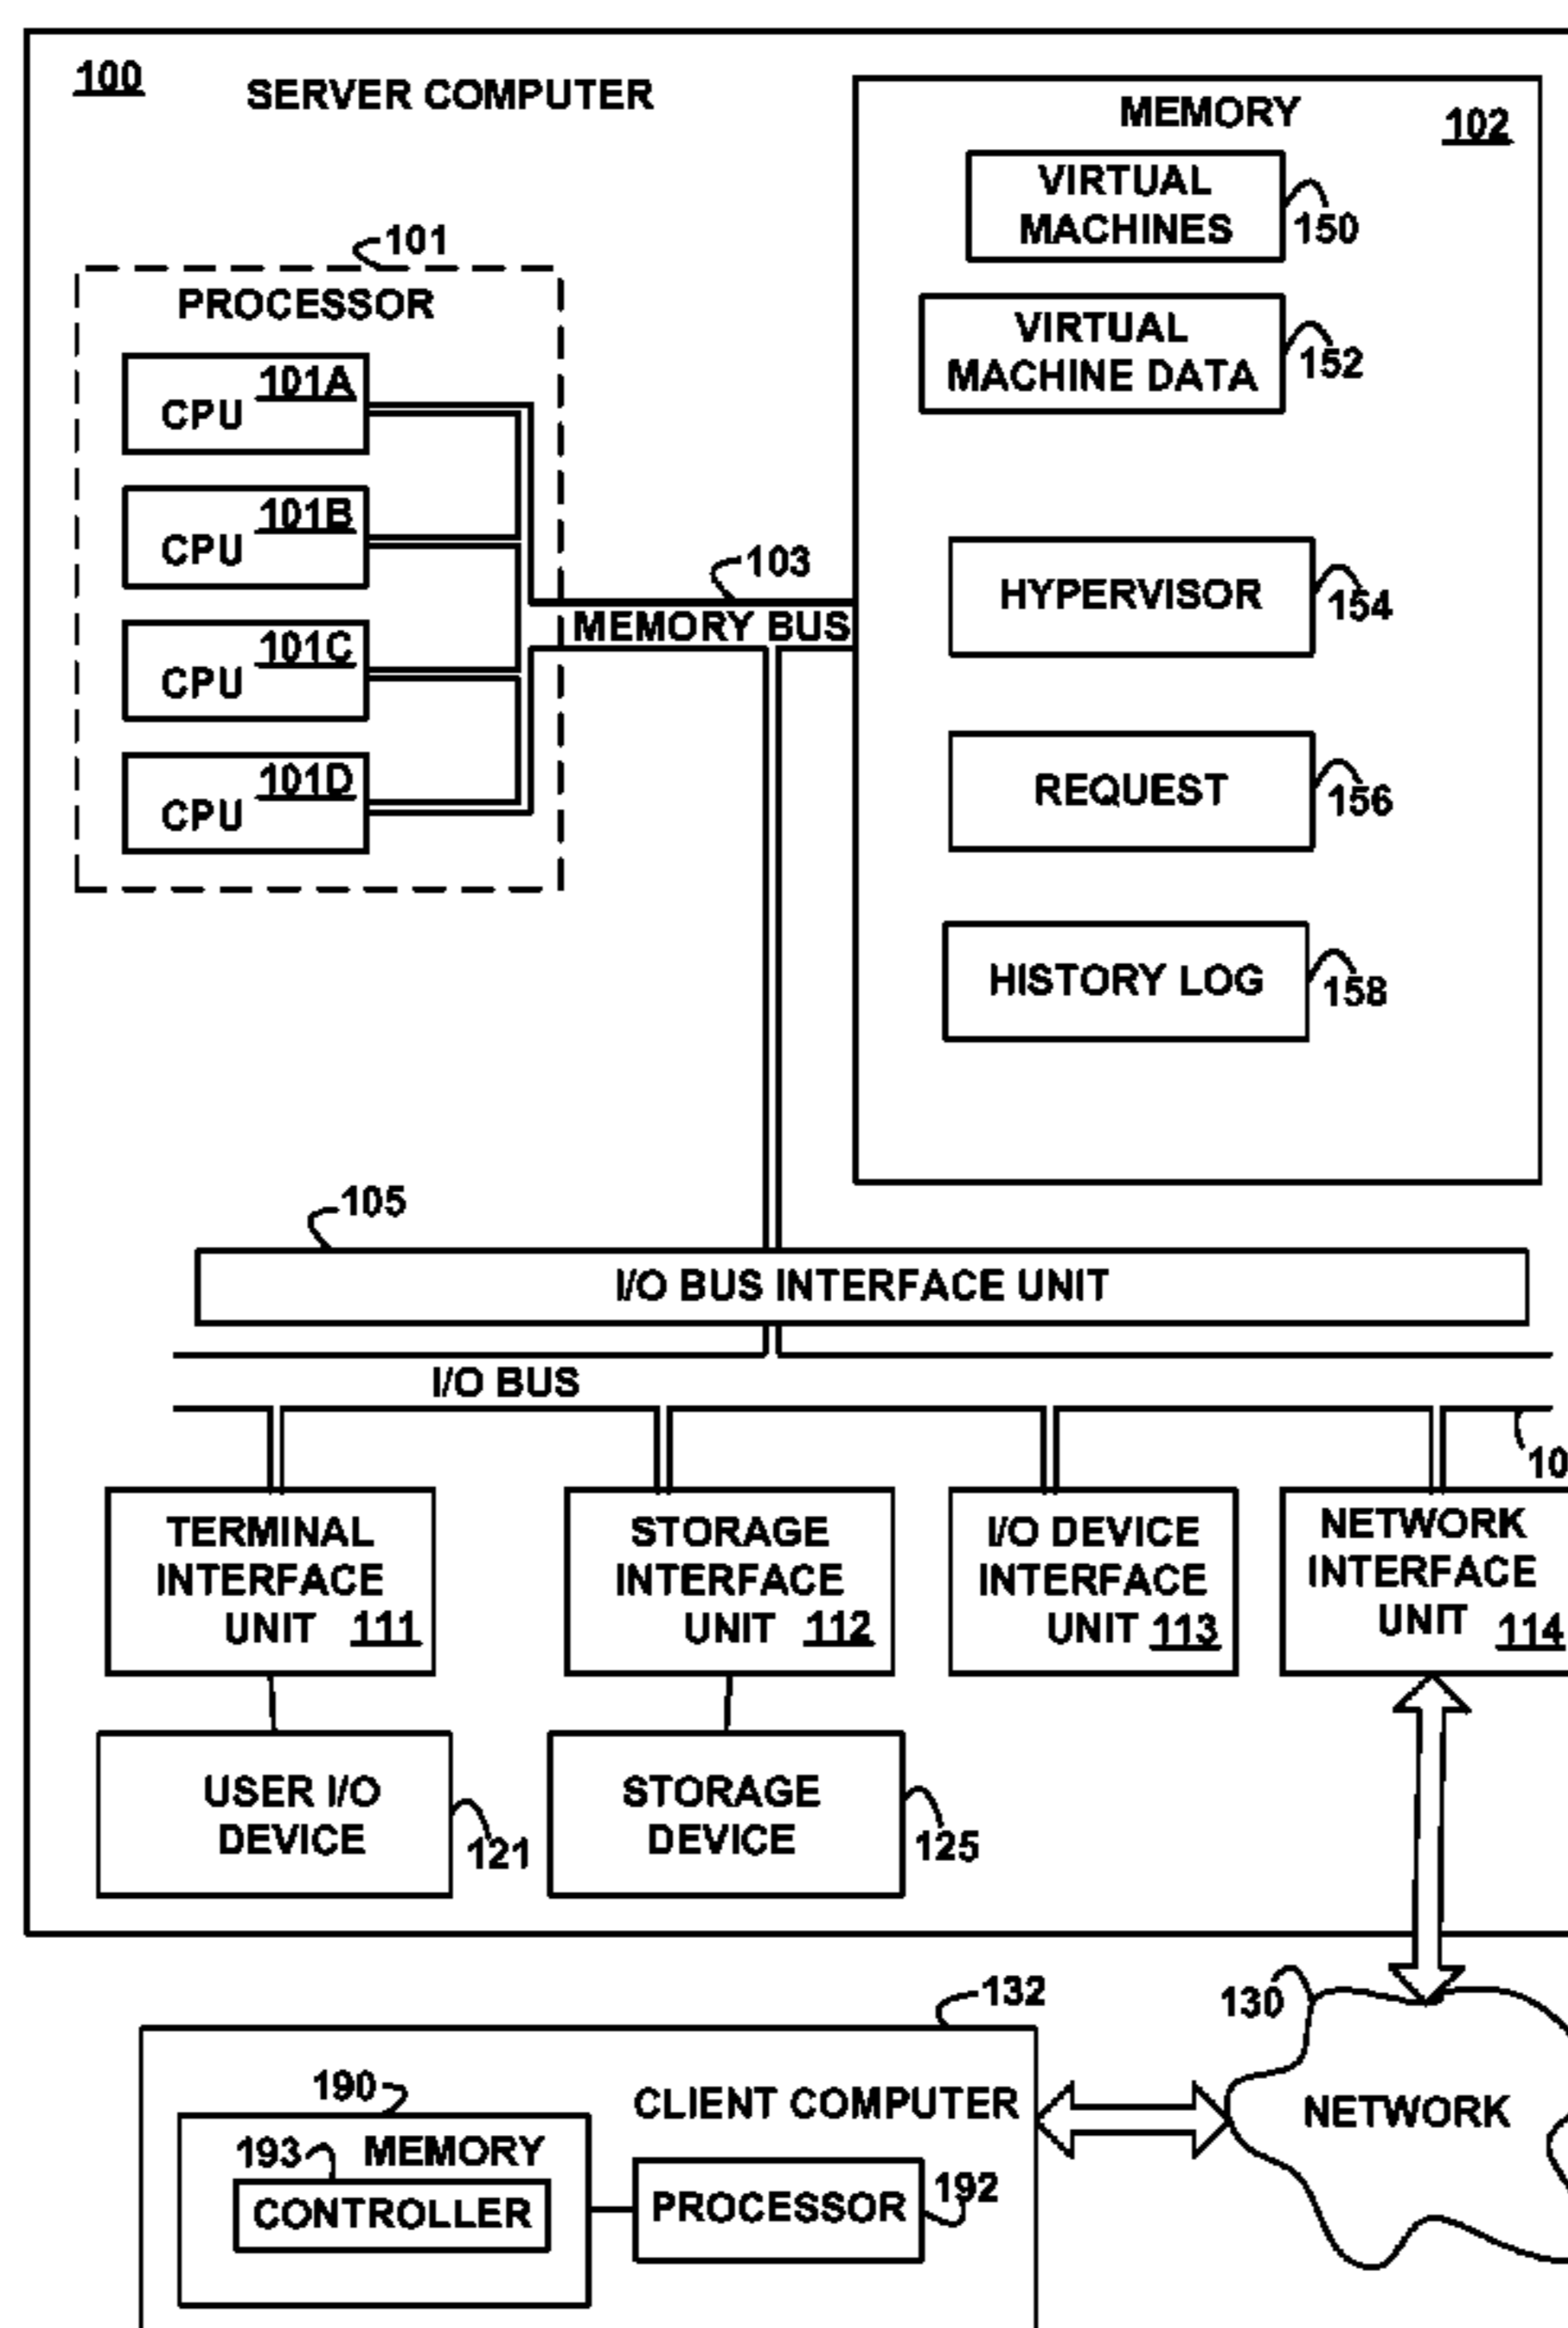 100
SERVER COMPUTER
MEMORY
102
VIRTUAL
MACHINES
150
101
PROCESSOR
VIRTUAL
MACHINE DATA
152
101A
CPU
101B
CPU
103
HYPERVISOR
154
MEMORY BUS
101C
CPU
101D
CPU
REQUEST
156
HISTORY LOG
158
105
I/O BUS INTERFACE UNIT
I/O BUS
10
TERMINAL
INTERFACE
UNIT 111
STORAGE
INTERFACE
UNIT 112
I/O DEVICE
INTERFACE
UNIT 113
NETWORK
INTERFACE
UNIT 114
USER I/O
DEVICE
121
STORAGE
DEVICE
125
132
130
190
CLIENT COMPUTER
NETWORK
193
MEMORY
CONTROLLER
PROCESSOR
192